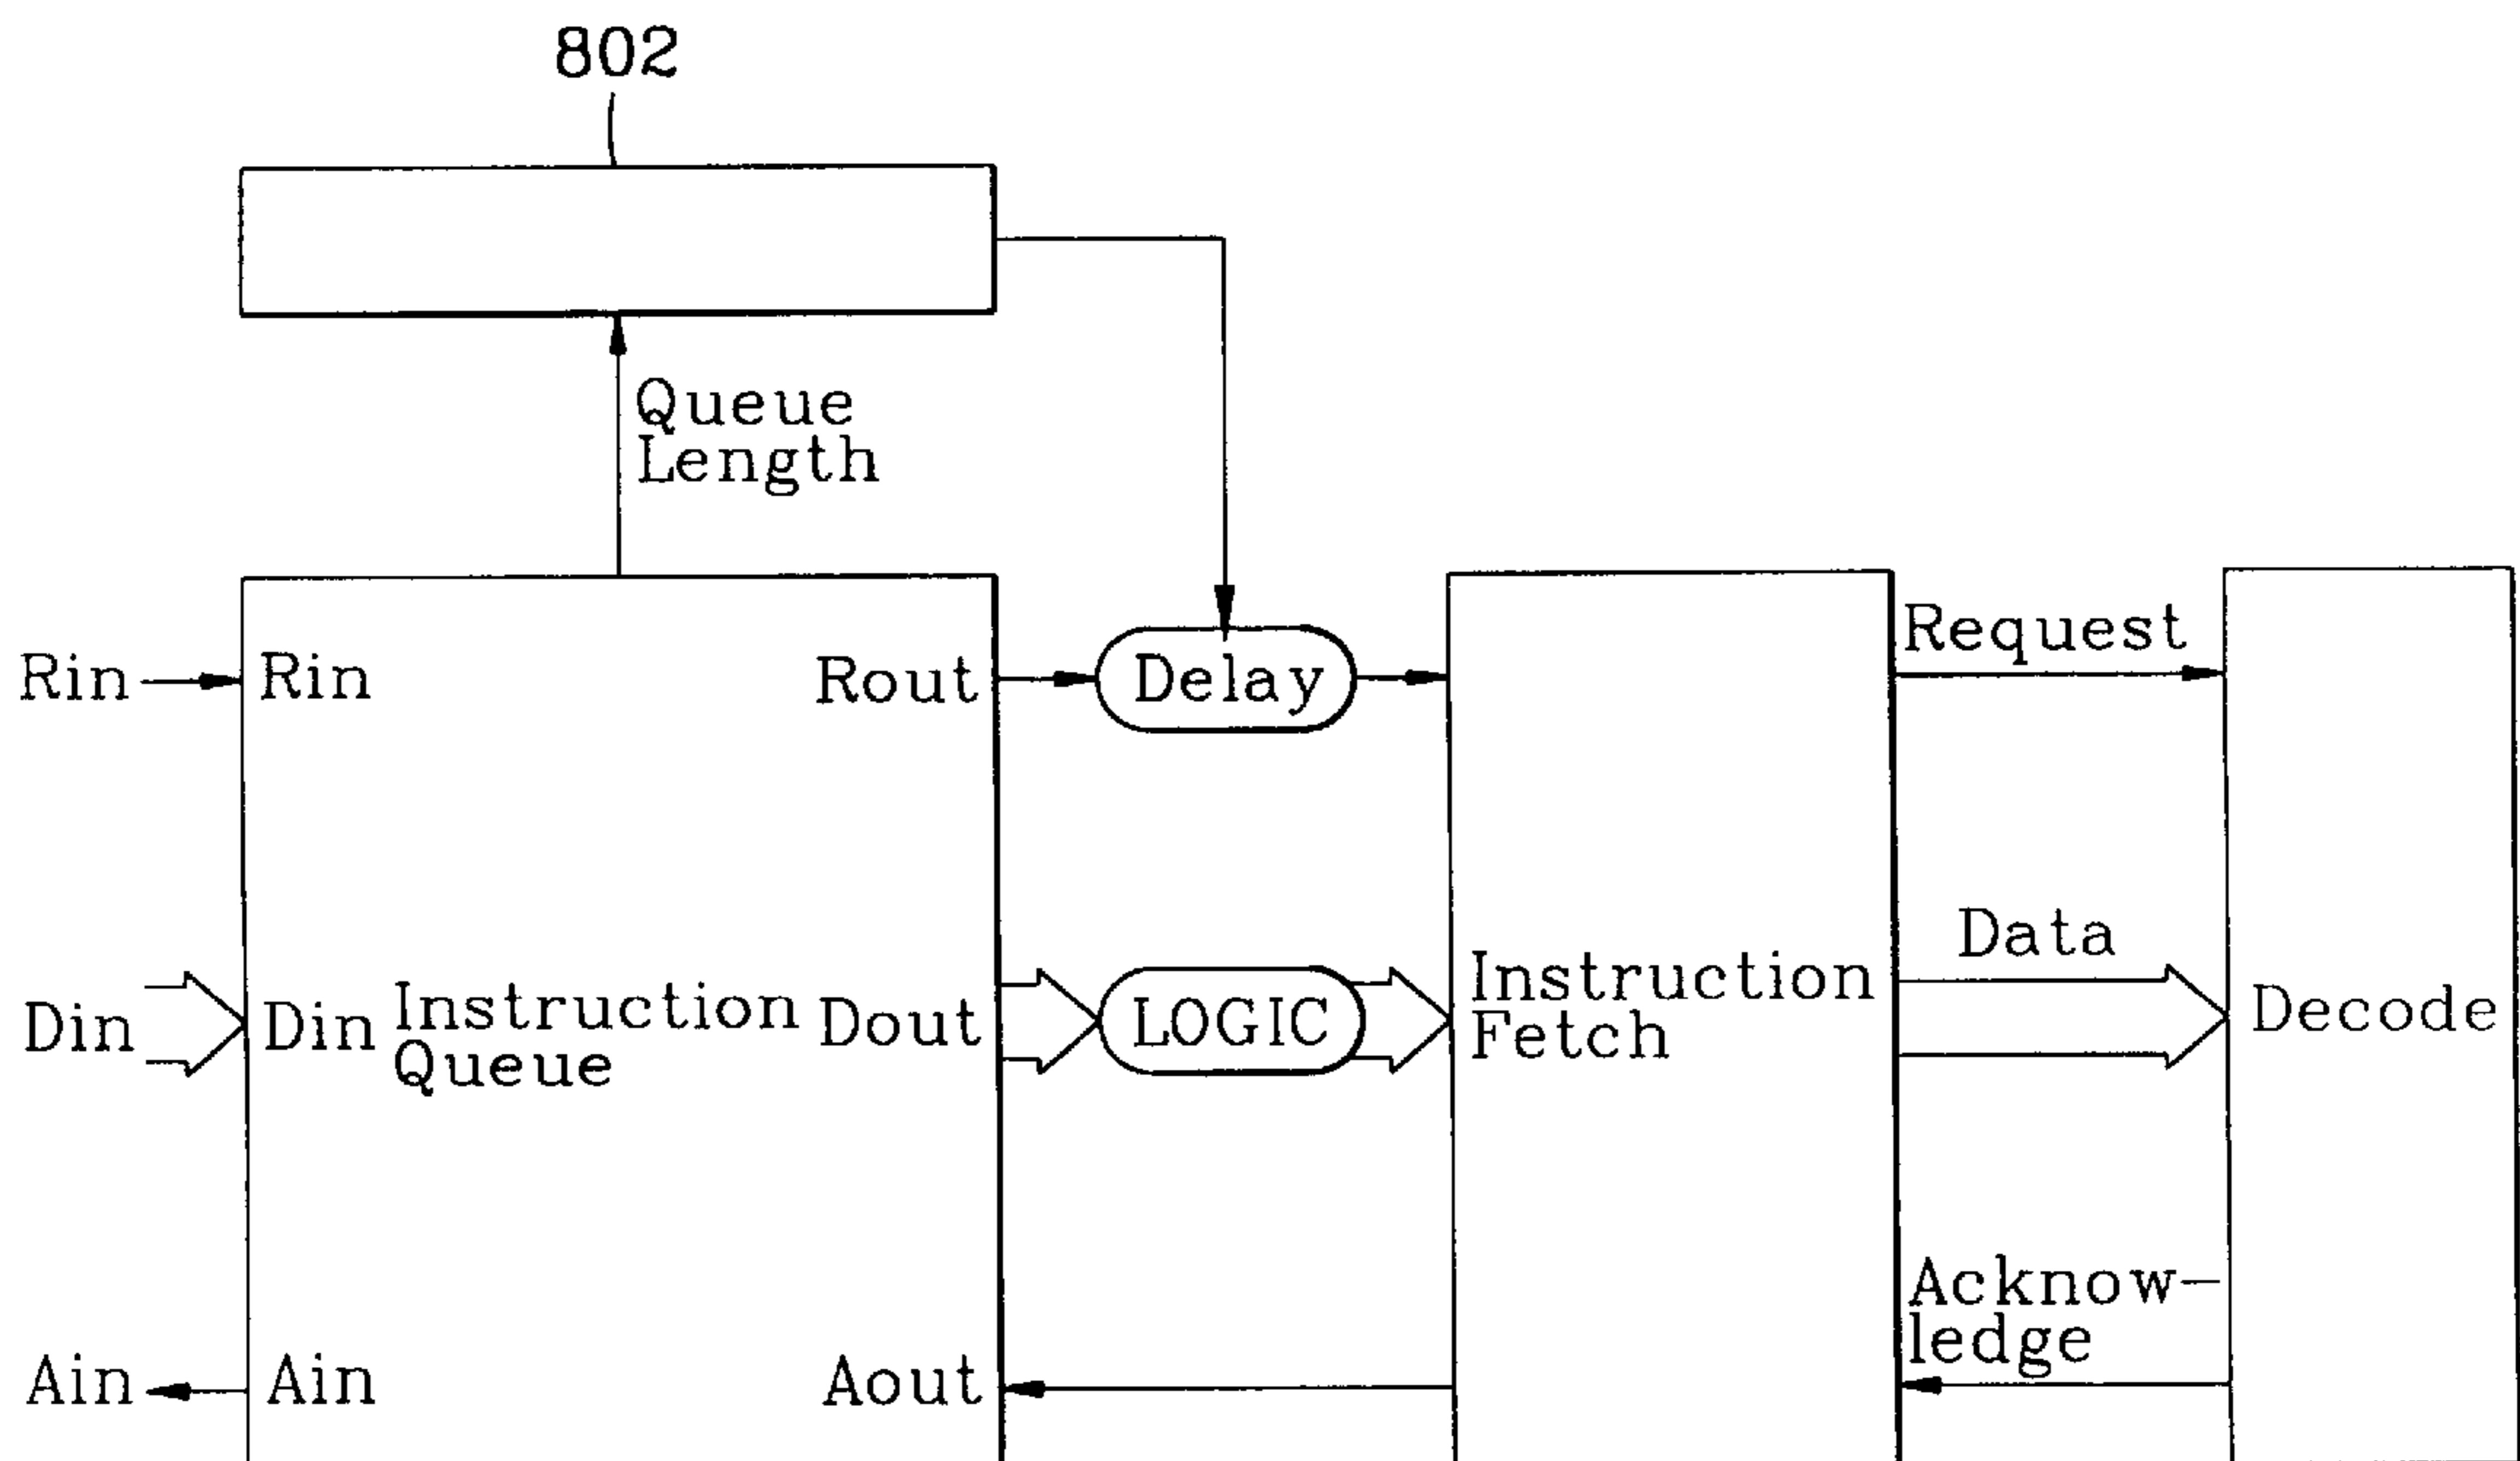 802
Queue
Length
Rin
Rin
Rout
Delay
Request
Din
Din
Instruction
Queue
Dout
LOGIC
Instruction
Fetch
Data
Decode
Ain
Ain
Aout
Acknow-
ledge